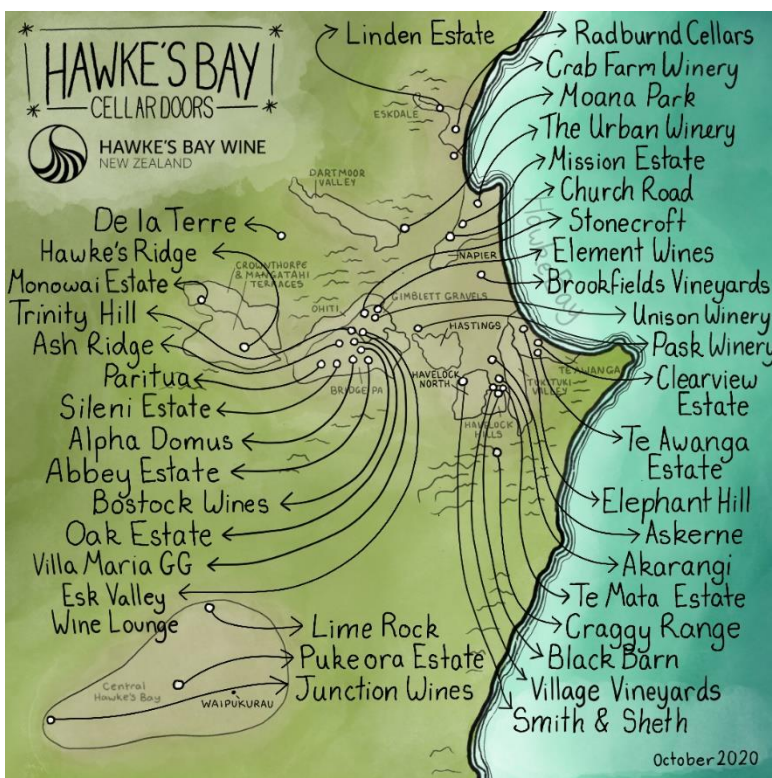 HAWKE'S BAY
CELLAR DOORS
HAWKE'S BAY WINE
NEW ZEALAND
Linden Estate
Radburnd Cellars
Crab Farm Winery
Moana Park
The Urban Winery
Mission Estate
Church Road
Stonecroft
Element Wines
Brookfields Vineyards
Unison Winery
Pask Winery
Clearview
Estate
Te Awanga
Estate
Elephant Hill
Askerne
Akarangi
Te Mata Estate
Craggy Range
Black Barn
Village Vineyards
Smith & Sheth
De la Terre
Hawke's Ridge
Monowai Estate
Trinity Hill
Ash Ridge
Paritua
Sileni Estate
Alpha Domus
Abbey Estate
Bostock Wines
Oak Estate
Villa Maria GG
Esk Valley
Wine Lounge
Lime Rock
Pukeora Estate
Junction Wines
ESKDALE
DARTMOOR
VALLEY
CROWNTHORPE
& MANGATAHI
TERRACES
OHITI
GIMBLETT GRAVELS
NAPIER
Hawke Bay
HASTINGS
BRIDGE PA
HAVELOCK
NORTH
TE AWANGA
TUKITUKI
VALLEY
HAVELOCK
HILLS
Central
Hawke's Bay
WAIPUKURAU
October 2020